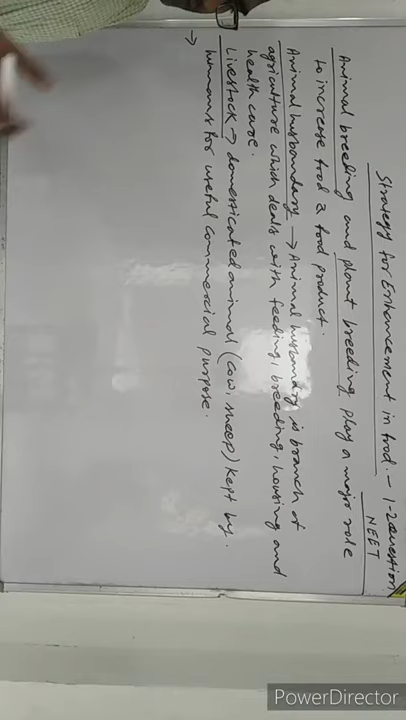 Strategy for Enhancement in food. - 1-2 question
NEET
Animal breeding and plant breeding play a major role
to increase food & food product.
Animal husbandry → Animal husbandry is branch of
agriculture which deals with feeding, breeding, housing and
health care.
Livestock → domesticated animal (cow, sheep) kept by.
humans for useful commercial purpose.
→
PowerDirector